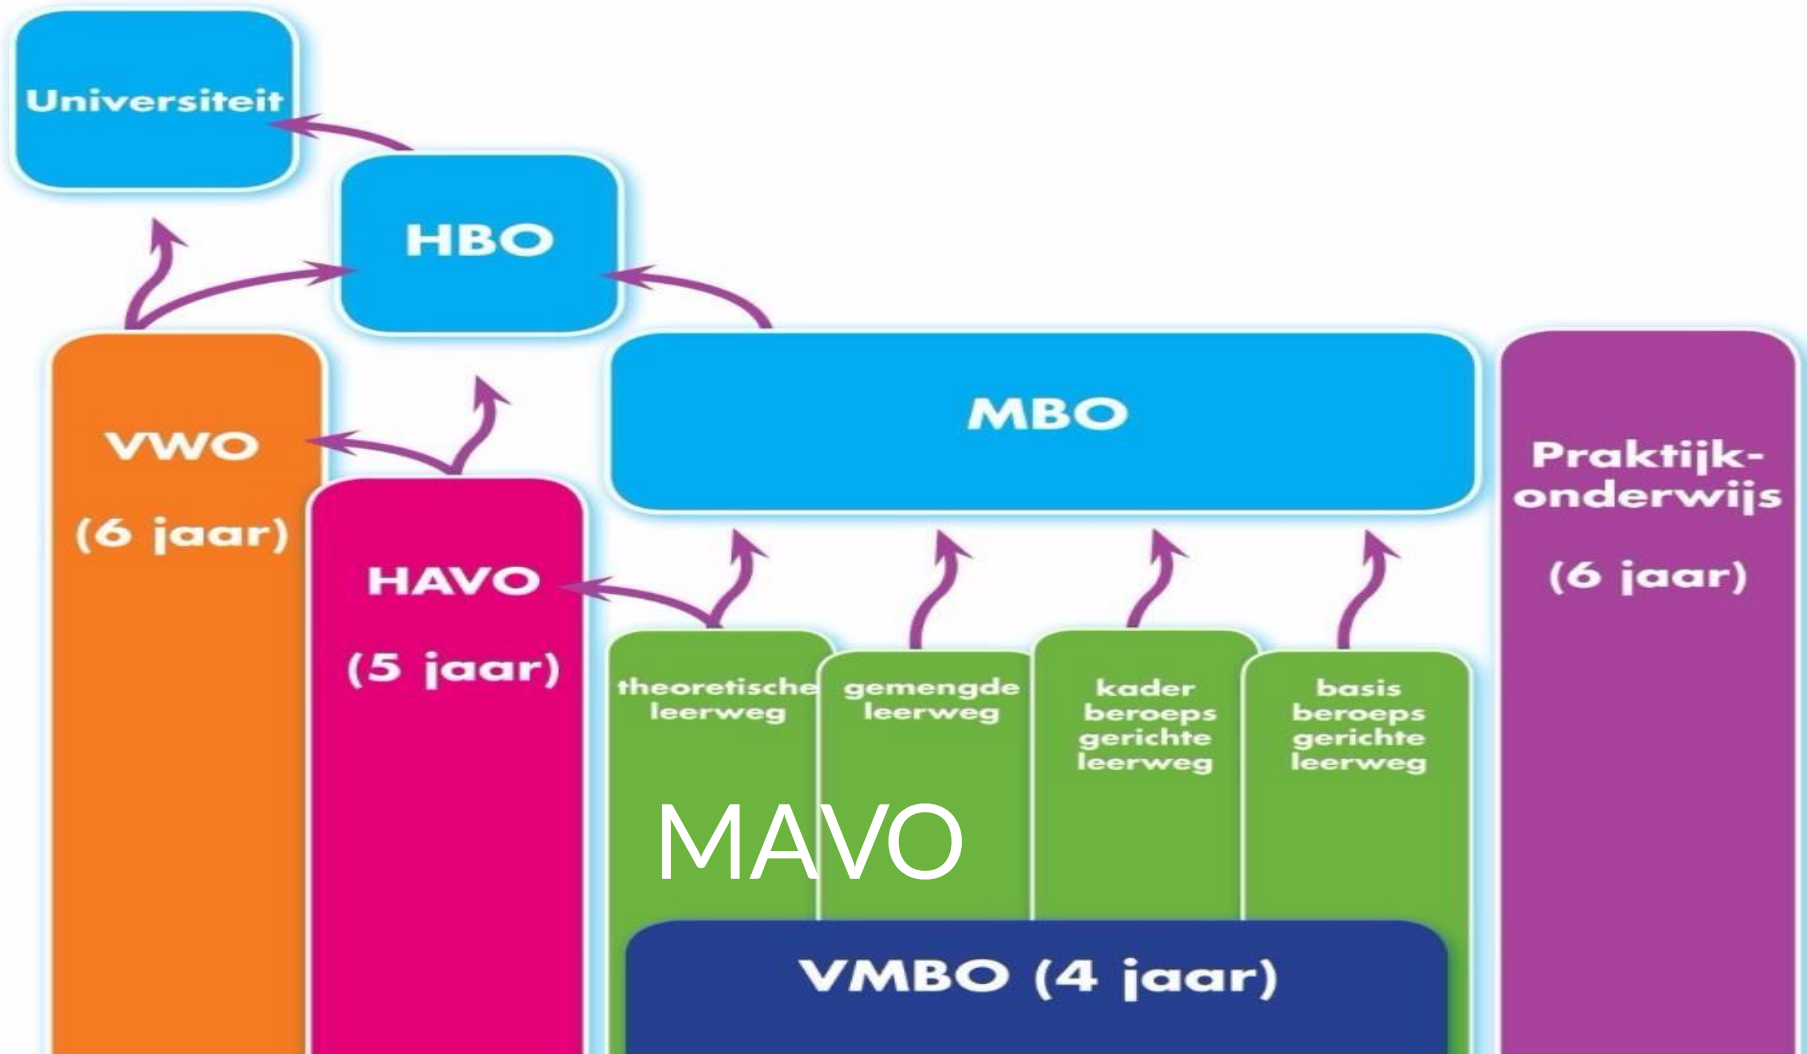 Universiteit
HBO
VWO
(6 jaar)
HAVO
(5 jaar)
MBO
Praktijk-
onderwijs
(6 jaar)
theoretische
leerweg
gemengde
leerweg
kader
beroeps
gerichte
leerweg
basis
beroeps
gerichte
leerweg
MAVO
VMBO (4 jaar)